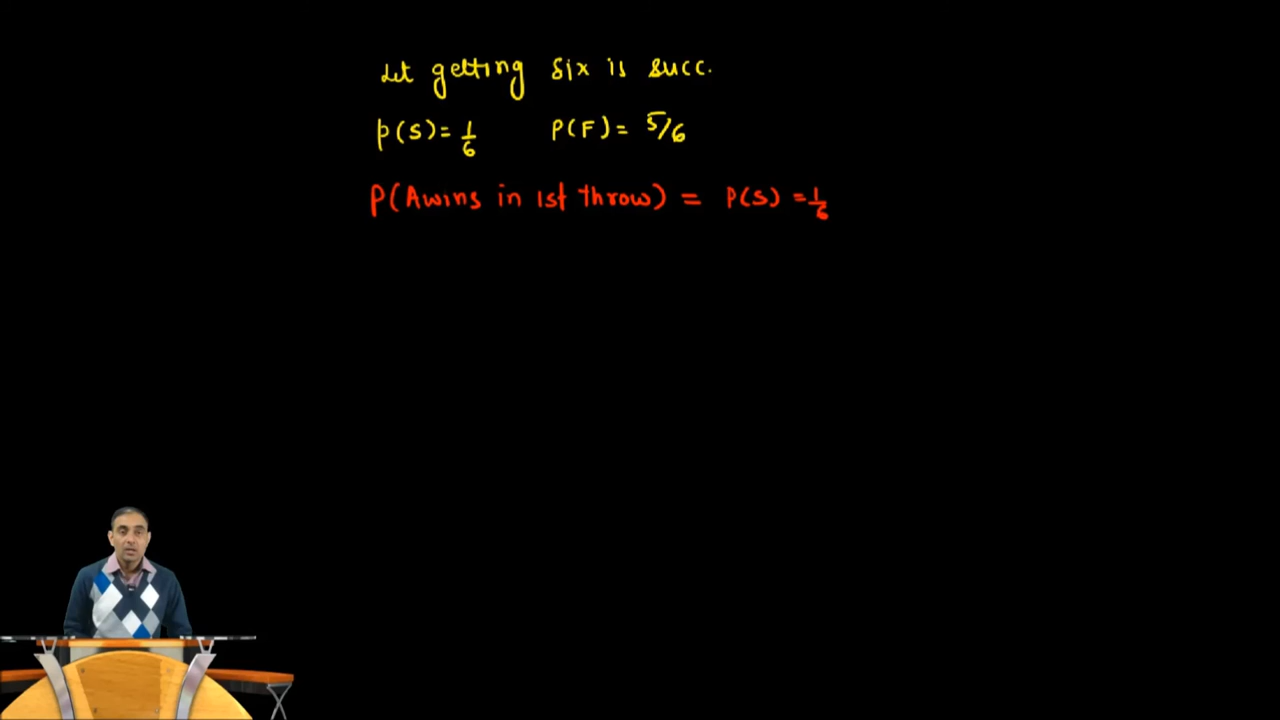 Let getting six is succ.
P(S)= 1/6 P(F)= 5/6
P(A wins in 1st throw) = P(S) = 1/6